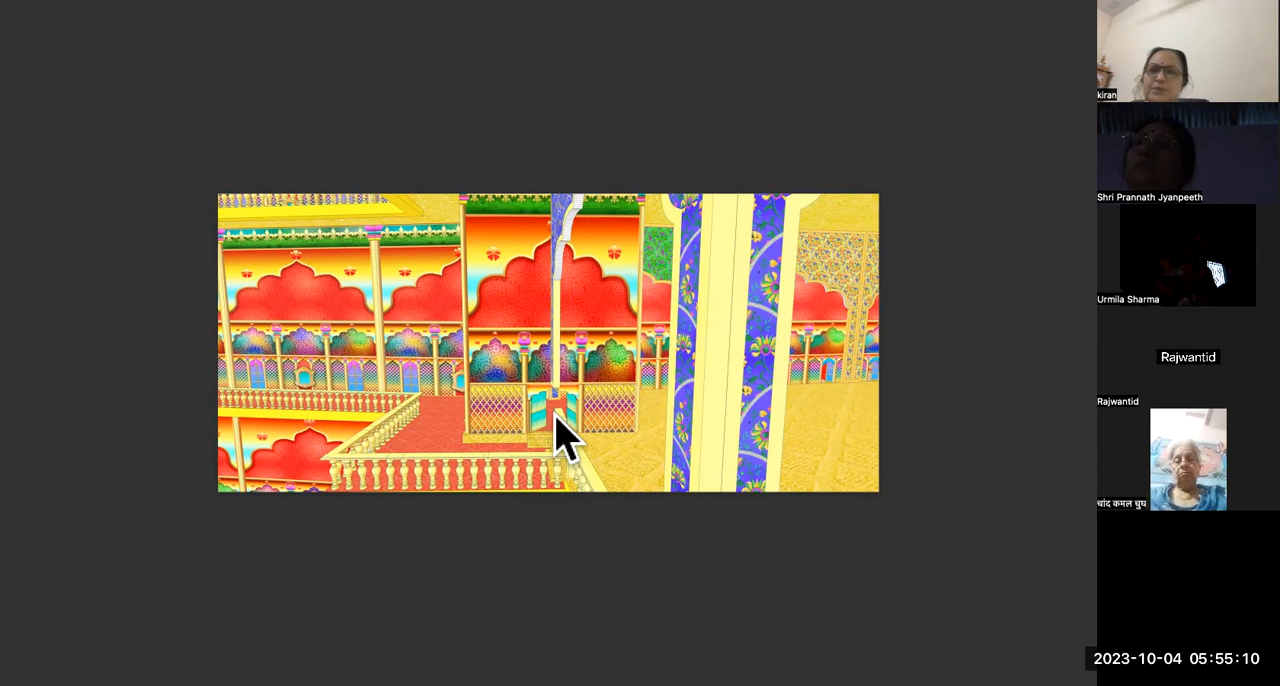 kiran
Shri Prannath Jyanpeeth
Urmila Sharma
Rajwantid
Rajwantid
चांद कमल चुघ
2023-10-04 05:55:10